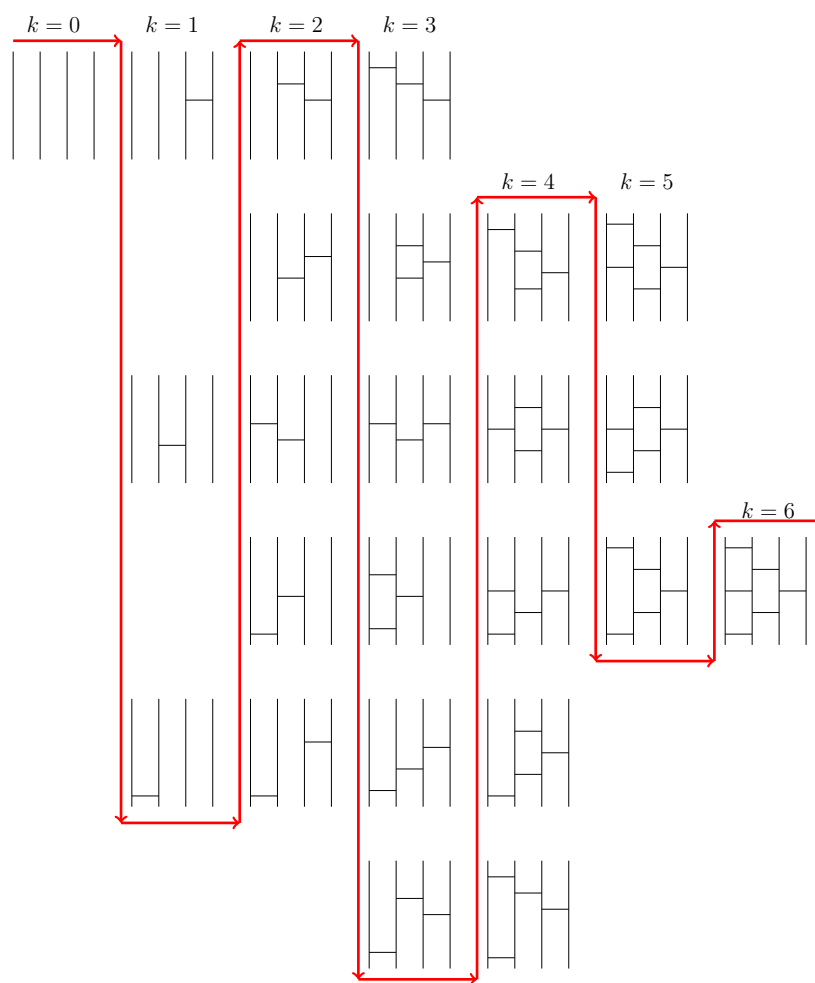 k = 0
k = 1
k = 2
k = 3
k = 4
k = 5
k = 6